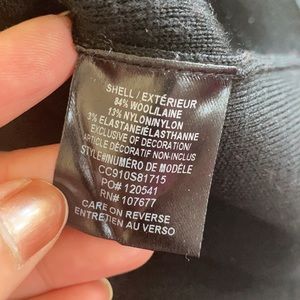 SHELL / EXTÉRIEUR
84% WOOL/LAINE
13% NYLON/NYLON
3% ELASTANE/ÉLASTHANNE
EXCLUSIVE OF DECORATION/
ARTICLE DÉCORATIF NON-INCLUS
STYLE#/NUMÉRO DE MODÈLE
CC910S81715
PO# 120541
RN# 107677
CARE ON REVERSE
ENTRETIEN AU VERSO